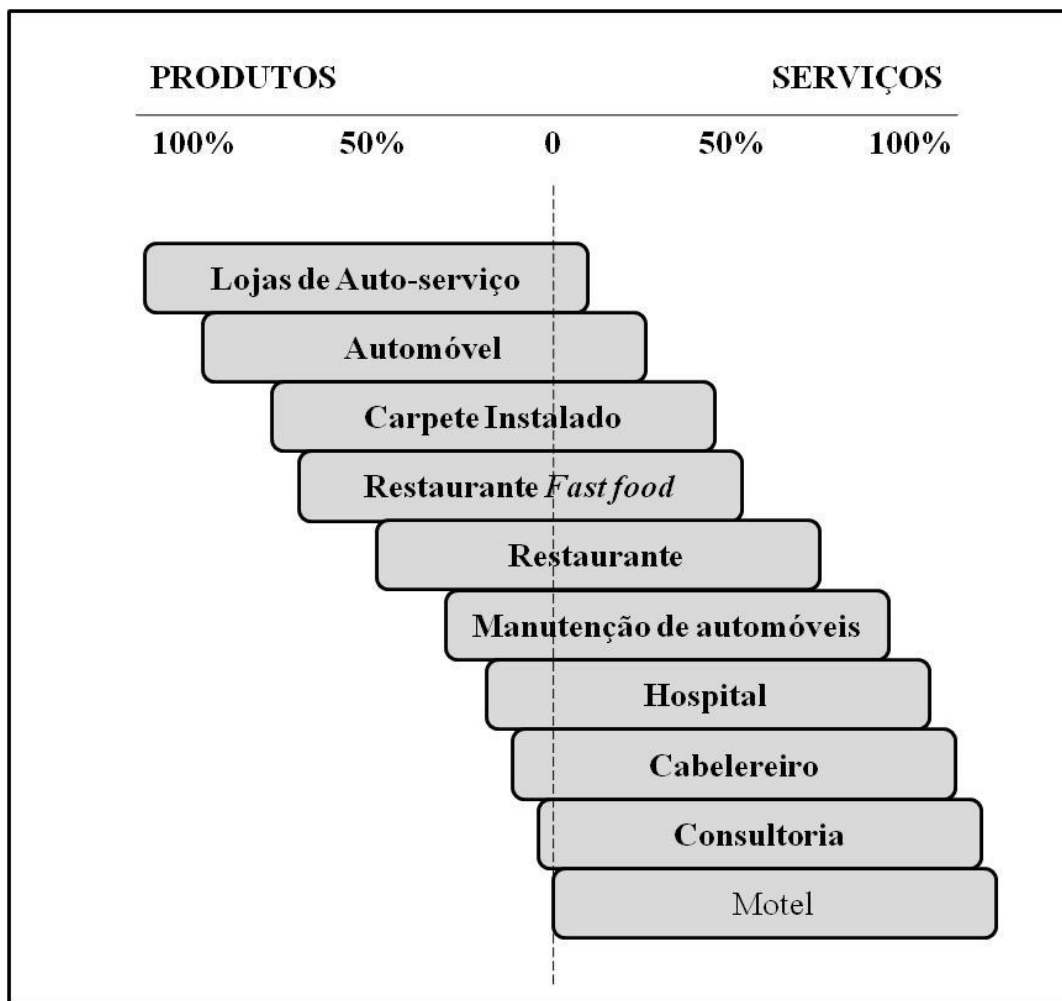 PRODUTOS SERVIÇOS
100% 50% 0 50% 100%
Lojas de Auto-serviço
Automóvel
Carpete Instalado
Restaurante Fast food
Restaurante
Manutenção de automóveis
Hospital
Cabelereiro
Consultoria
Motel